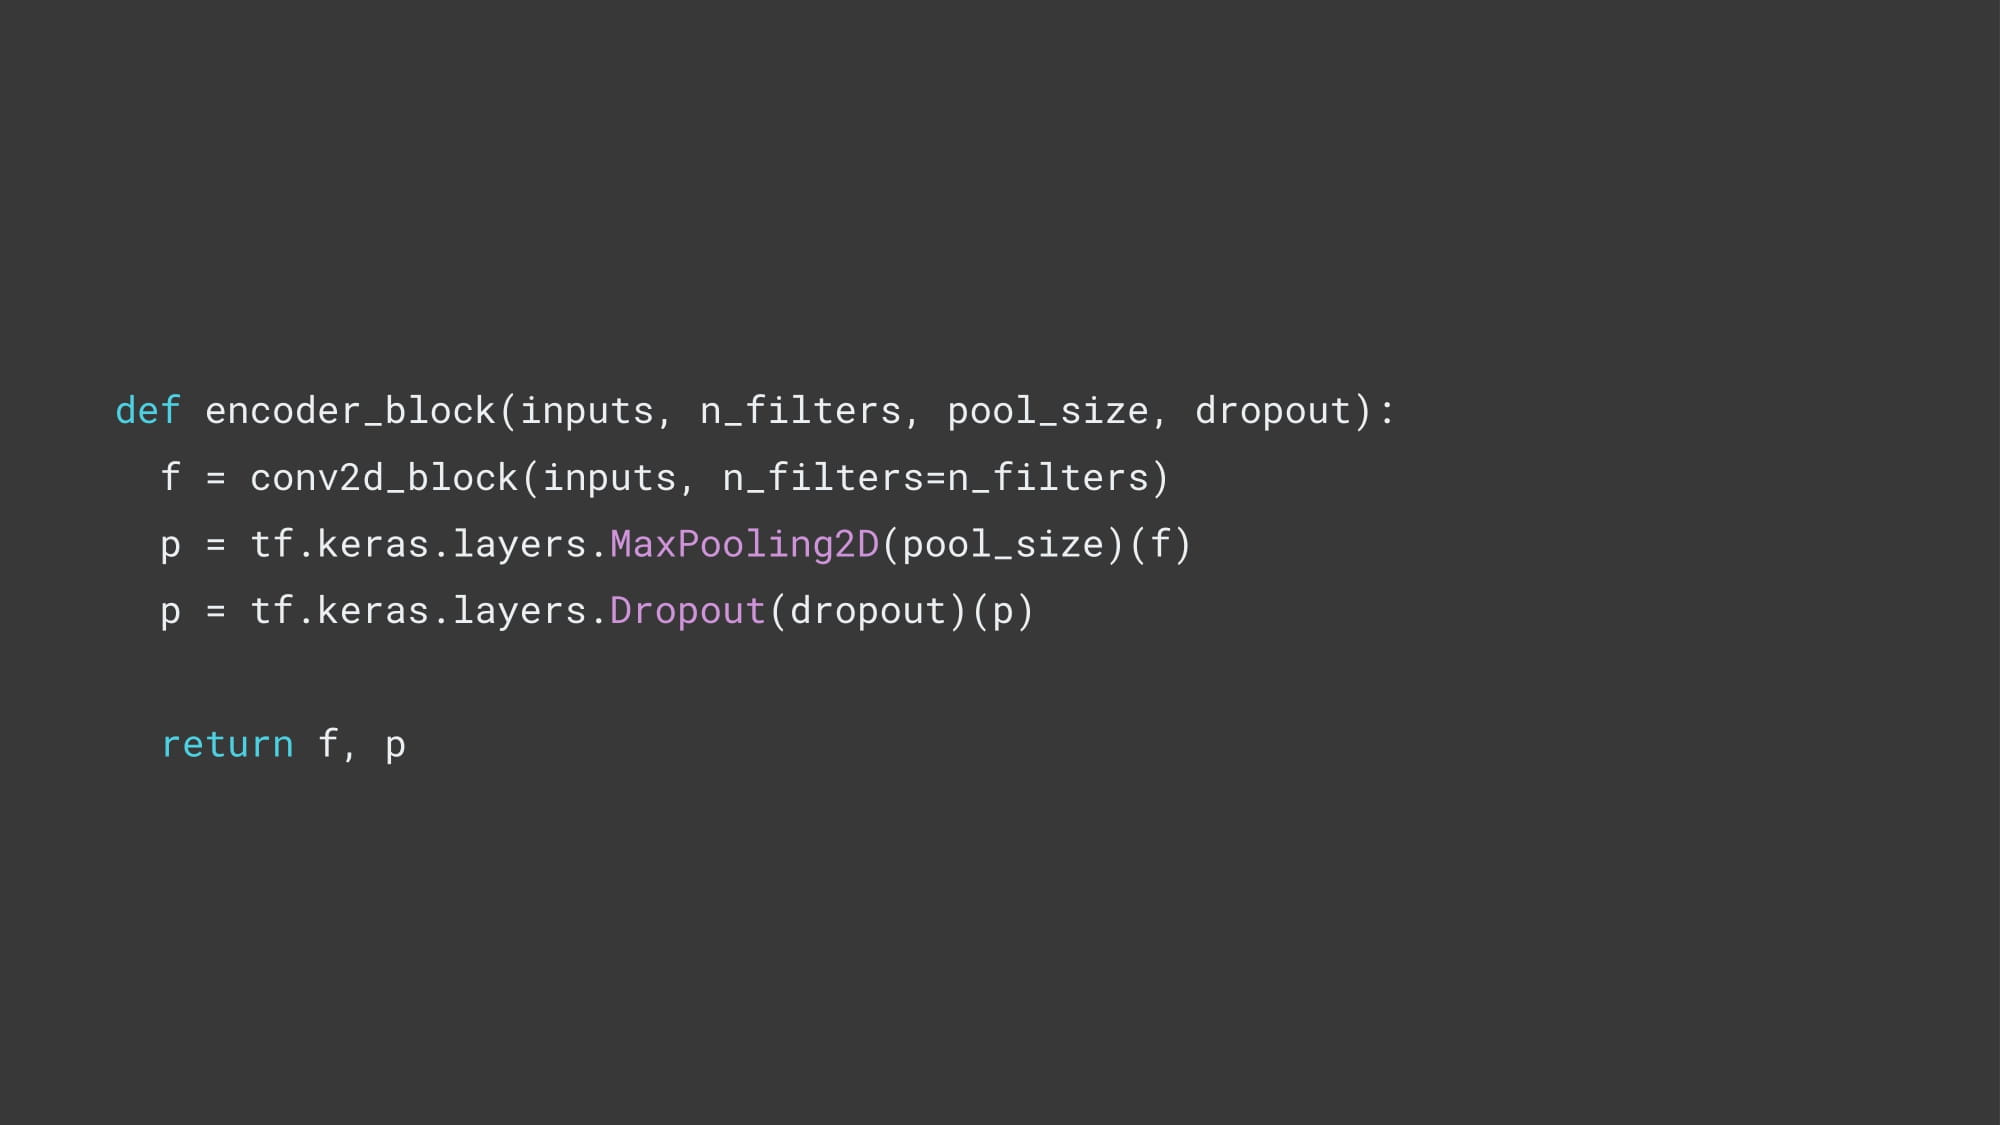 def encoder_block(inputs, n_filters, pool_size, dropout):
  f = conv2d_block(inputs, n_filters=n_filters)
  p = tf.keras.layers.MaxPooling2D(pool_size)(f)
  p = tf.keras.layers.Dropout(dropout)(p)

  return f, p